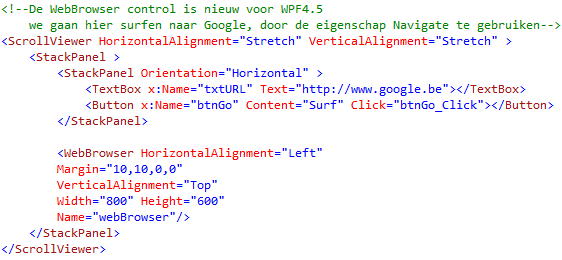 <!--De WebBrowser control is nieuw voor WPF4.5
we gaan hier surfen naar Google, door de eigenschap Navigate te gebruiken-->
<ScrollViewer HorizontalAlignment="Stretch" VerticalAlignment="Stretch" >
<StackPanel >
<StackPanel Orientation="Horizontal" >
<TextBox x:Name="txtURL" Text="http://www.google.be"></TextBox>
<Button x:Name="btnGo" Content="Surf" Click="btnGo_Click"></Button>
</StackPanel>
<WebBrowser HorizontalAlignment="Left"
Margin="10,10,0,0"
VerticalAlignment="Top"
Width="800" Height="600"
Name="webBrowser"/>
</StackPanel>
</ScrollViewer>